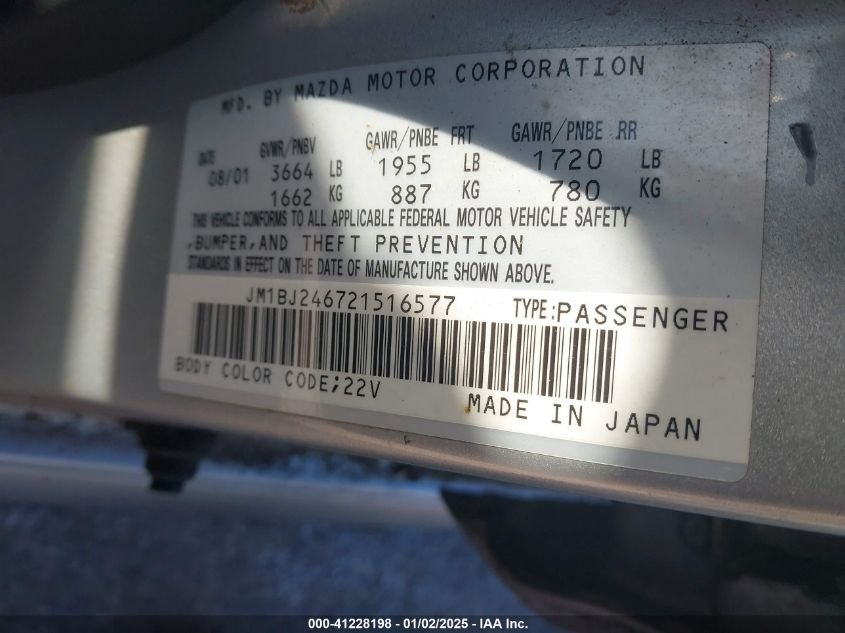 MFD. BY MAZDA MOTOR CORPORATION
DATE GVWR/PNBV GAWR/PNBE FRT GAWR/PNBE RR
08/01 3664 LB 1955 LB 1720 LB
1662 KG 887 KG 780 KG
THIS VEHICLE CONFORMS TO ALL APPLICABLE FEDERAL MOTOR VEHICLE SAFETY
,BUMPER,AND THEFT PREVENTION
STANDARDS IN EFFECT ON THE DATE OF MANUFACTURE SHOWN ABOVE.
JM1BJ246721516577 TYPE:PASSENGER
BODY COLOR CODE;22V
MADE IN JAPAN
000-41228198 - 01/02/2025 - IAA Inc.